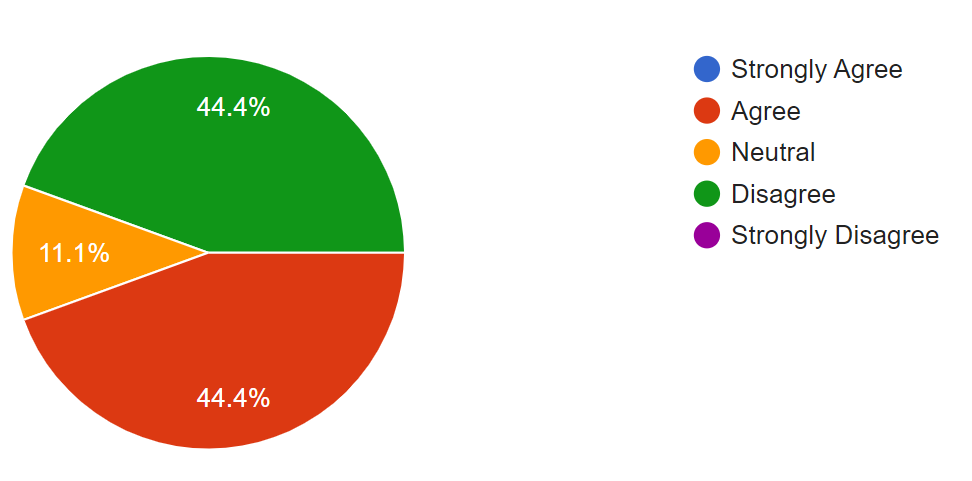 44.4%
11.1%
44.4%
Strongly Agree
Agree
Neutral
Disagree
Strongly Disagree